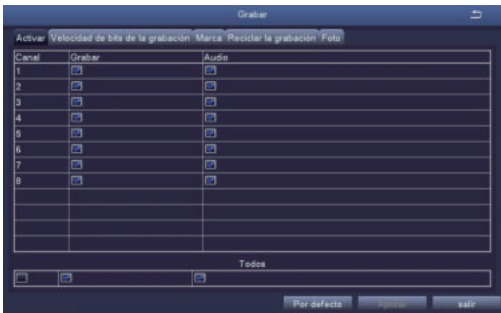 Grabar
Activar Velocidad de bits de la grabación Marca Reciclar la grabación Foto
Canal Grabar Audio
1
2
3
4
5
6
7
8
Todos
Por defecto Aplicar salir